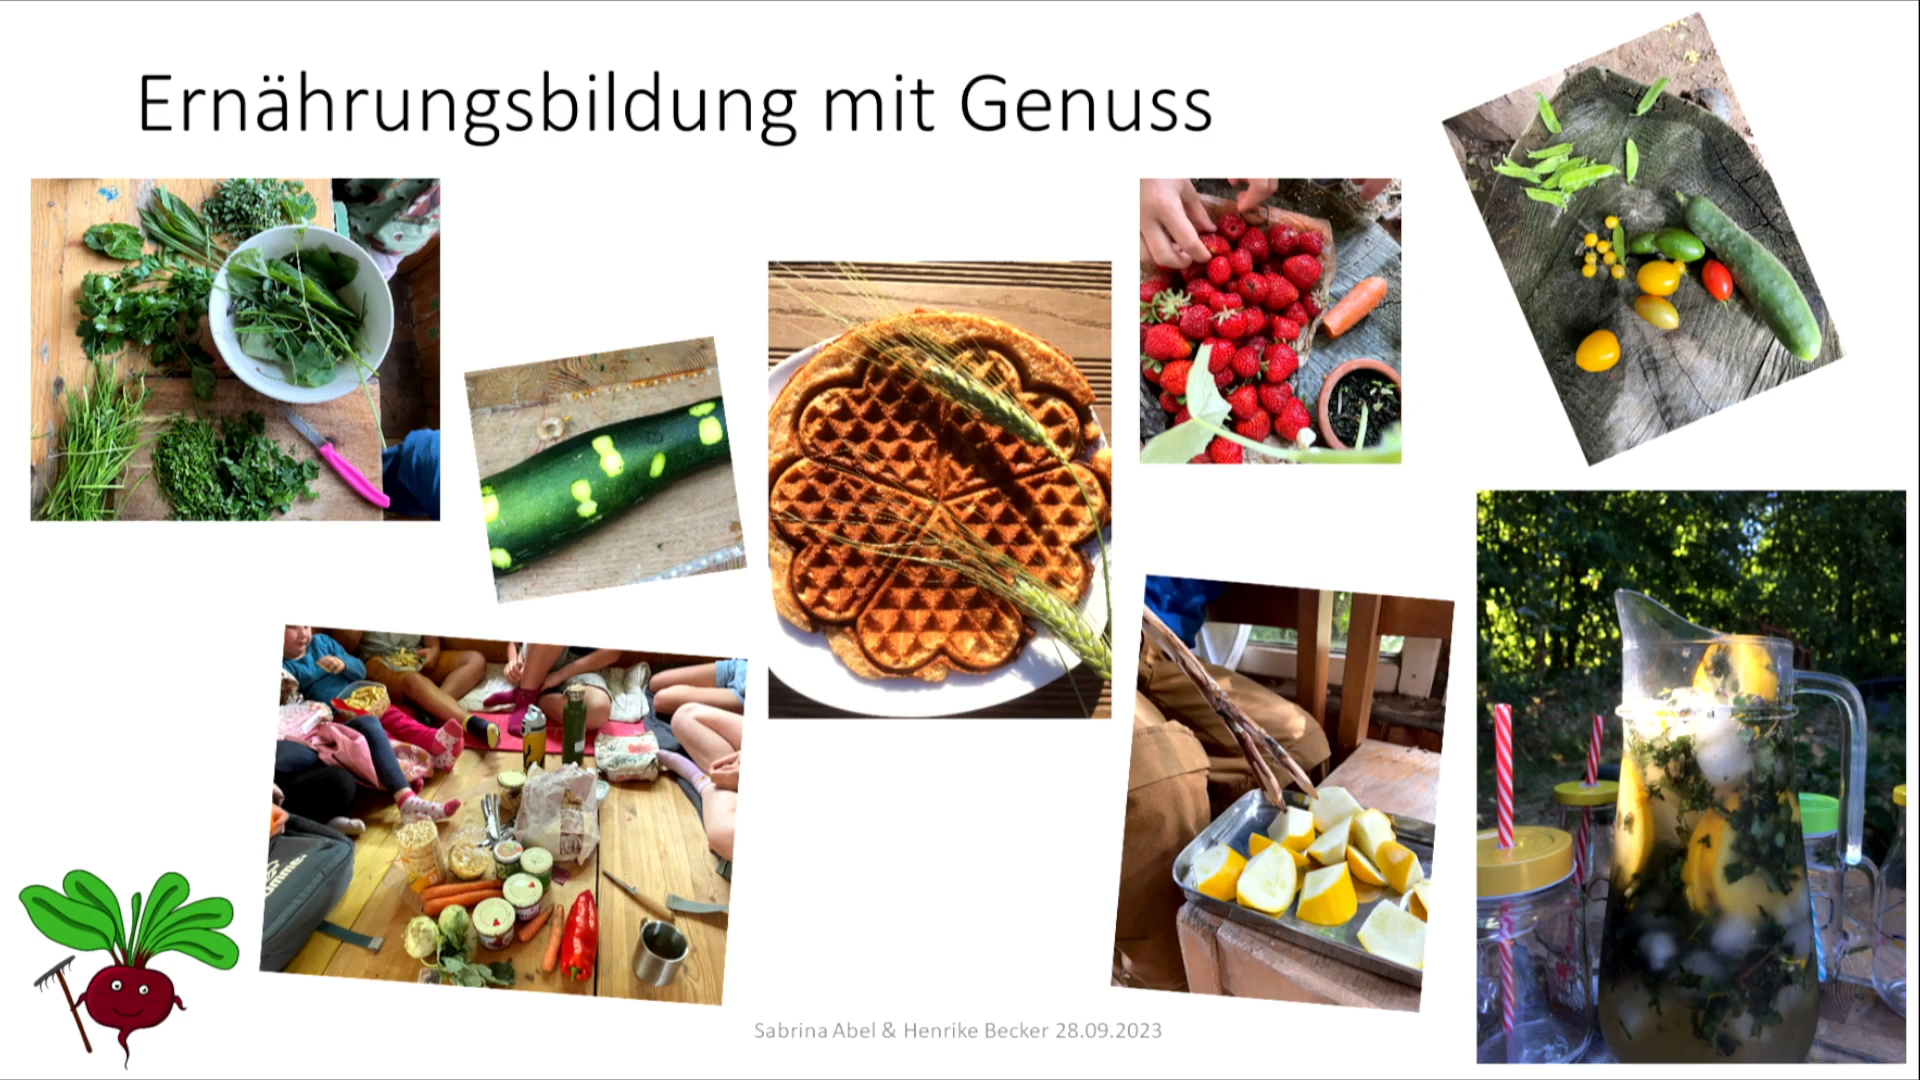 Ernährungsbildung mit Genuss
Sabrina Abel & Henrike Becker 28.09.2023